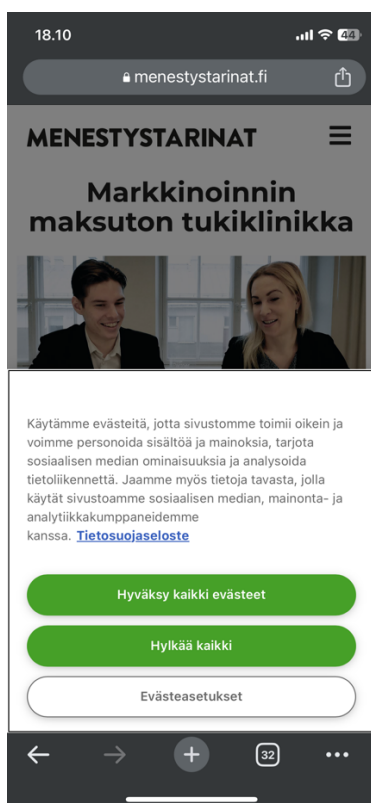 18.10
44
menestystarinat.fi
MENESTYSTARINAT
Markkinoinnin
maksuton tukiklinikka
Käytämme evästeitä, jotta sivustomme toimii oikein ja
voimme personoida sisältöä ja mainoksia, tarjota
sosiaalisen median ominaisuuksia ja analysoida
tietoliikennettä. Jaamme myös tietoja tavasta, jolla
käytät sivustoamme sosiaalisen median, mainonta- ja
analytiikkakumppaneidemme
kanssa. Tietosuojaseloste
Hyväksy kaikki evästeet
Hylkää kaikki
Evästeasetukset
32